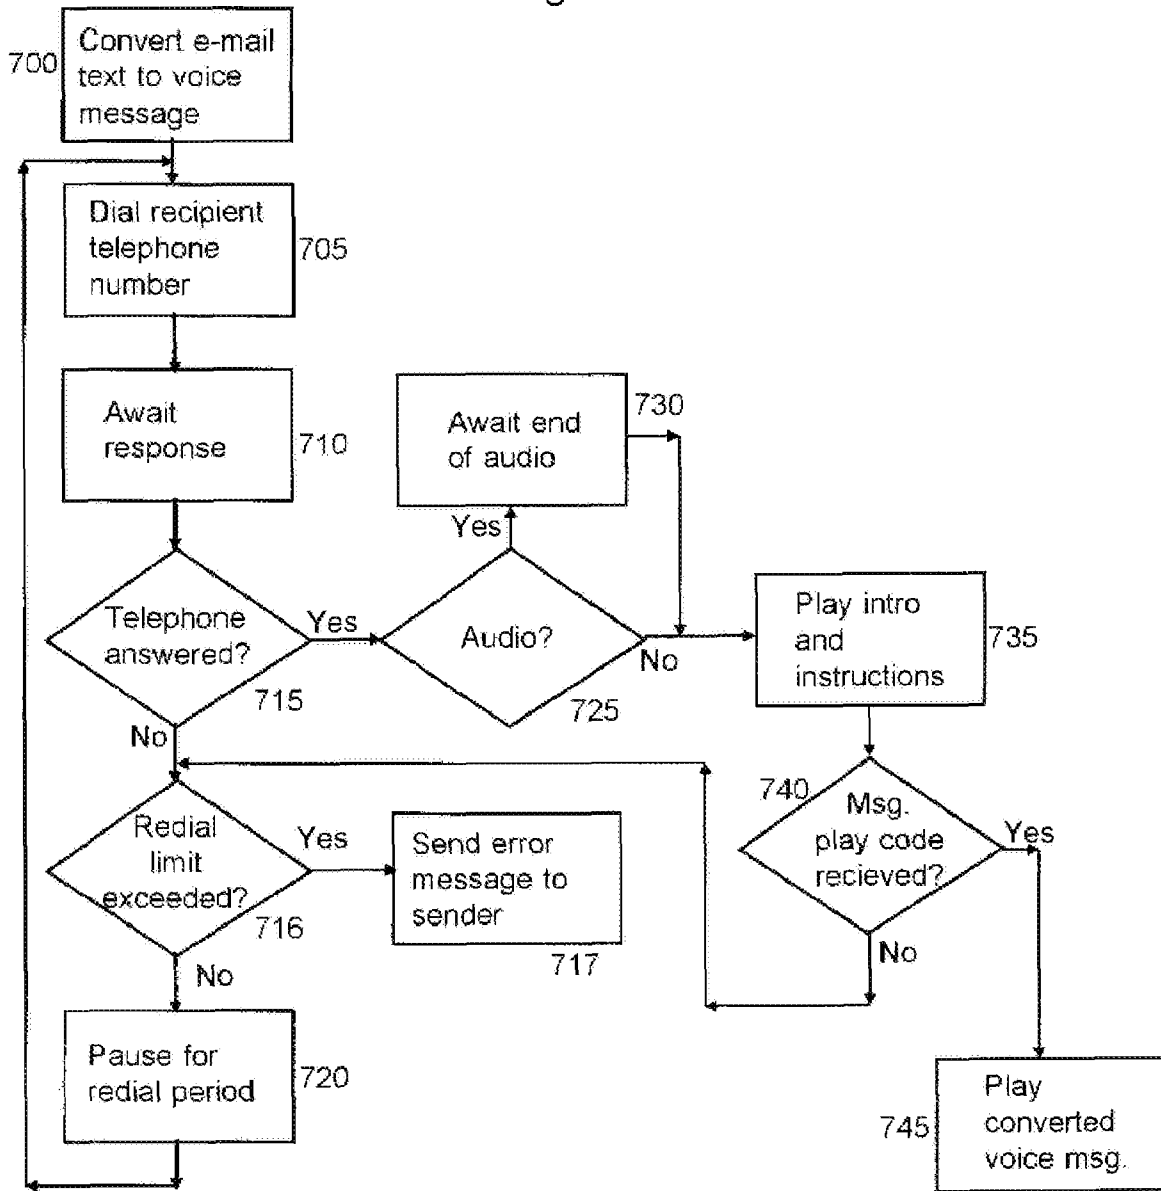 Convert e-mail
700
text to voice
message
Dial recipient
telephone
705
number
Await
response
710
Await end
of audio
730
Yes
Telephone
answered?
Yes
715
No
Audio?
No
725
Play intro
and
instructions
735
740
Msg.
play code
recieved?
Yes
No
Redial
limit
exceeded?
Yes
716
No
Send error
message to
sender
717
Pause for
redial period
720
Play
converted
voice msg.
745